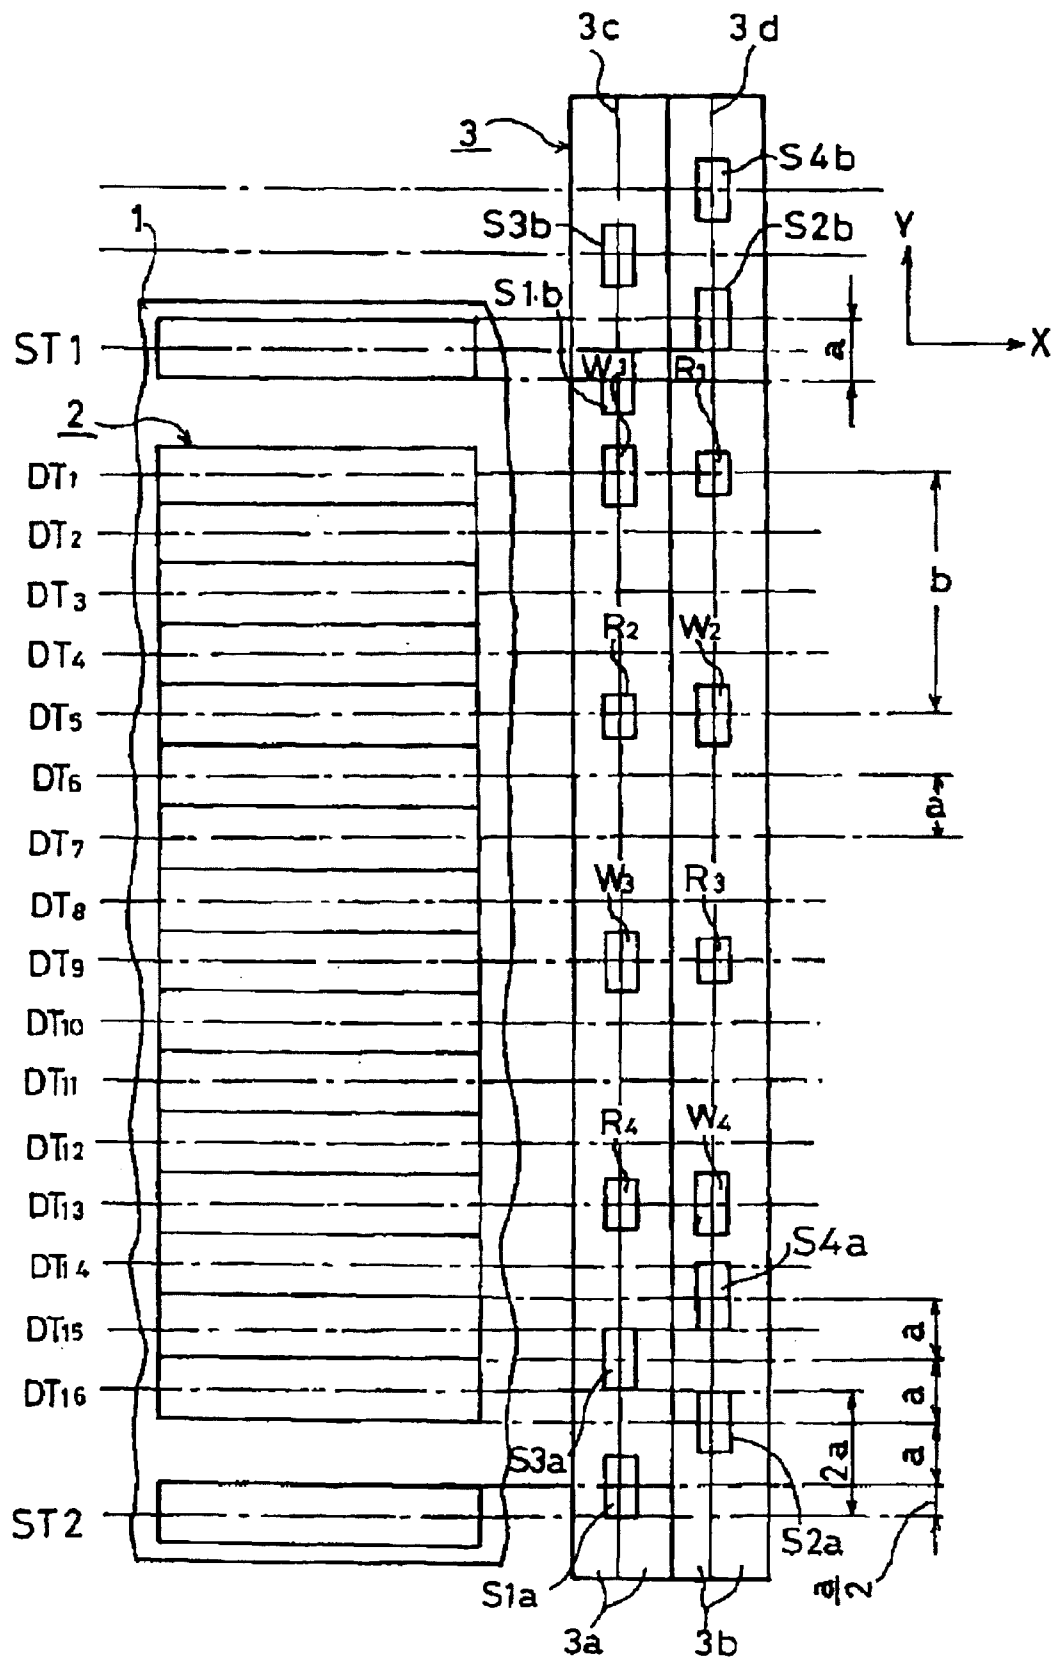 3c
3d
3
S4b
1
S3b
S2b
Y
S1b
ST1
a
X
W1
R1
2
DT1
DT2
b
DT3
R2
W2
DT4
DT5
DT6
a
DT7
W3
R3
DT8
DT9
DT10
DT11
R4
W4
DT12
DT13
S4a
DT14
DT15
a
DT16
a
S3a
2a
a
ST2
S2a
S1a
a/2
3a
3b